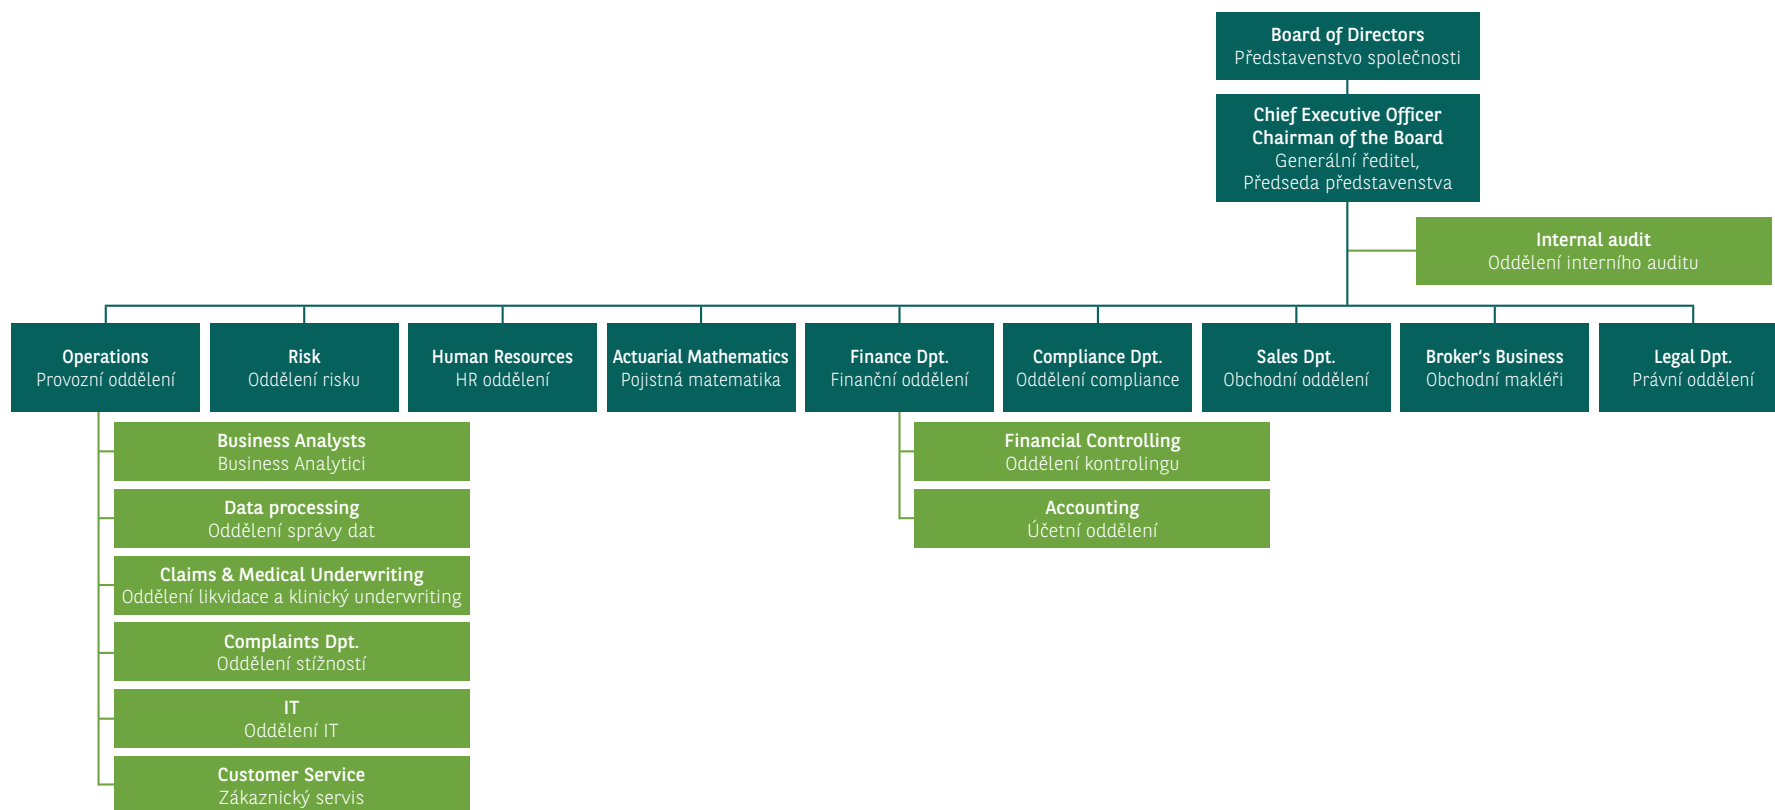 Board of Directors
Představenstvo společnosti
Chief Executive Officer
Chairman of the Board
Generální ředitel,
Předseda představenstva
Internal audit
Oddělení interního auditu
Operations
Provozní oddělení
Risk
Oddělení risku
Human Resources
HR oddělení
Actuarial Mathematics
Pojistná matematika
Finance Dpt.
Finanční oddělení
Compliance Dpt.
Oddělení compliance
Sales Dpt.
Obchodní oddělení
Broker‘s Business
Obchodní makléři
Legal Dpt.
Právní oddělení
Business Analysts
Business Analytici
Data processing
Oddělení správy dat
Claims & Medical Underwriting
Oddělení likvidace a klinický underwriting
Complaints Dpt.
Oddělení stížností
IT
Oddělení IT
Customer Service
Zákaznický servis
Financial Controlling
Oddělení kontrolingu
Accounting
Účetní oddělení